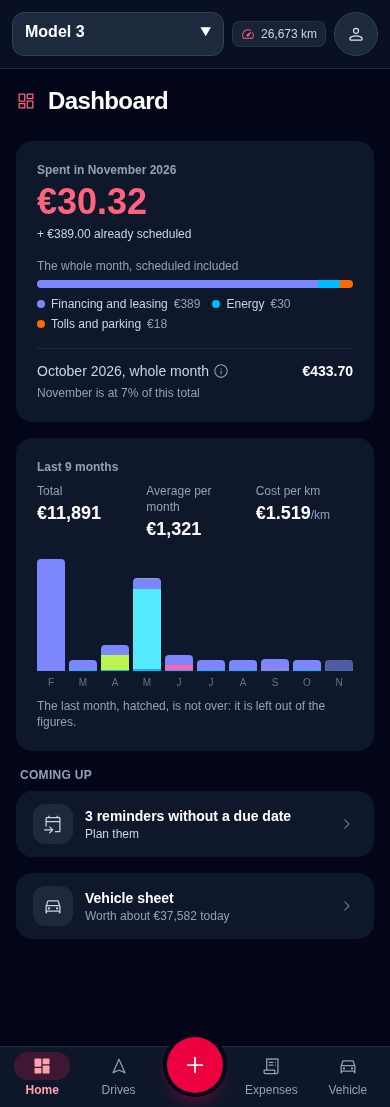 Model 3
26,673 km
Dashboard
Spent in November 2026
€30.32
+ €389.00 already scheduled
The whole month, scheduled included
Financing and leasing €389 Energy €30
Tolls and parking €18
October 2026, whole month €433.70
November is at 7% of this total
Last 9 months
Total
€11,891
Average per
month
€1,321
Cost per km
€1.519/km
F M A M J J A S O N
The last month, hatched, is not over: it is left out of the
figures.
COMING UP
3 reminders without a due date
Plan them
Vehicle sheet
Worth about €37,582 today
Home Drives Expenses Vehicle